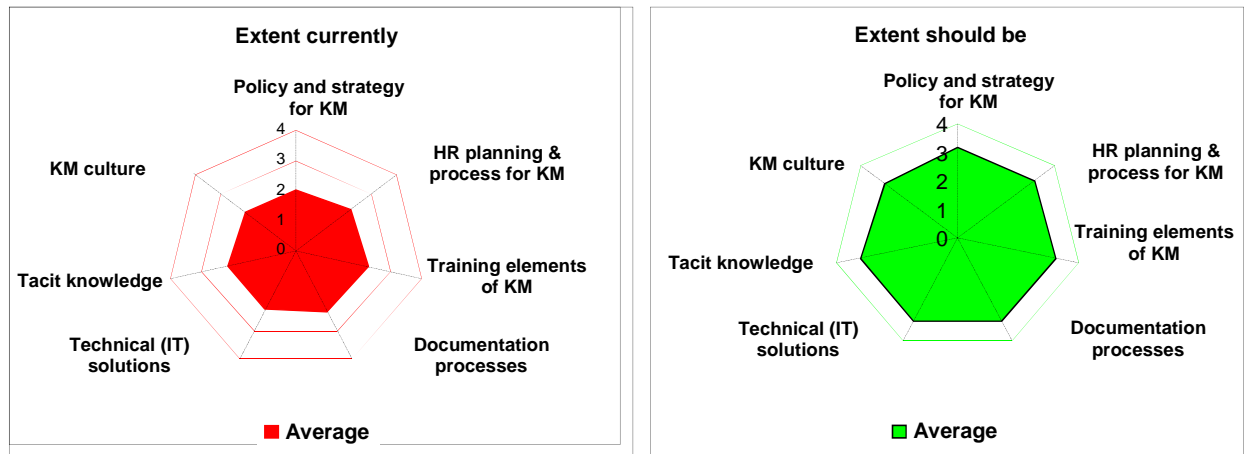 Extent currently
Policy and strategy
for KM
4
3
2
1
0
HR planning &
process for KM
KM culture
Training elements
of KM
Tacit knowledge
Documentation
processes
Technical (IT)
solutions
Average
Extent should be
Policy and strategy
for KM
4
3
2
1
0
HR planning &
process for KM
KM culture
Training elements
of KM
Tacit knowledge
Documentation
processes
Technical (IT)
solutions
Average